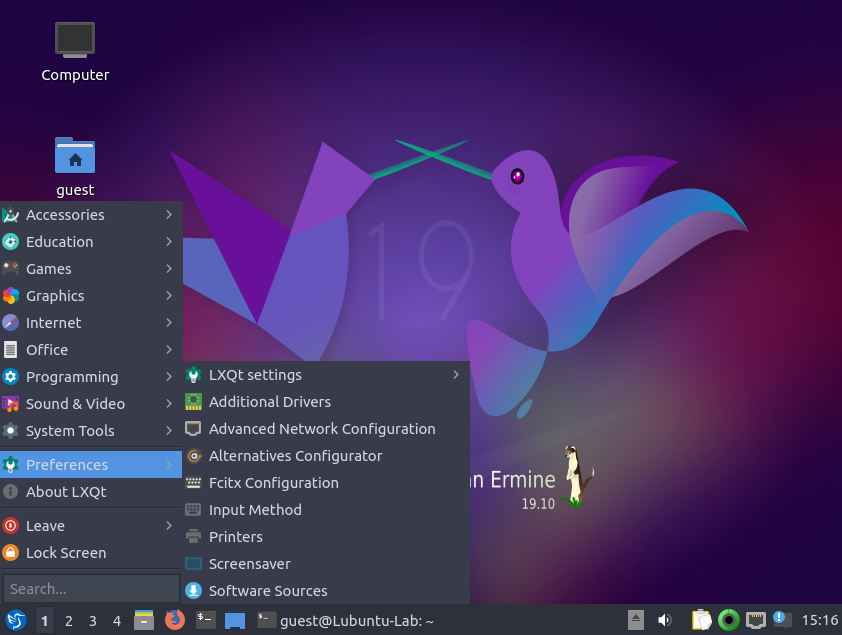 Computer
guest
19
Accessories
Education
Games
Graphics
Internet
Office
Programming
Sound & Video
System Tools
Preferences
About LXQt
Leave
Lock Screen
Search...
LXQt settings
Additional Drivers
Advanced Network Configuration
Alternatives Configurator
Fcitx Configuration
Input Method
Printers
Screensaver
Software Sources
n Ermine
19.10
1 2 3 4 guest@Lubuntu-Lab: ~ 15:16